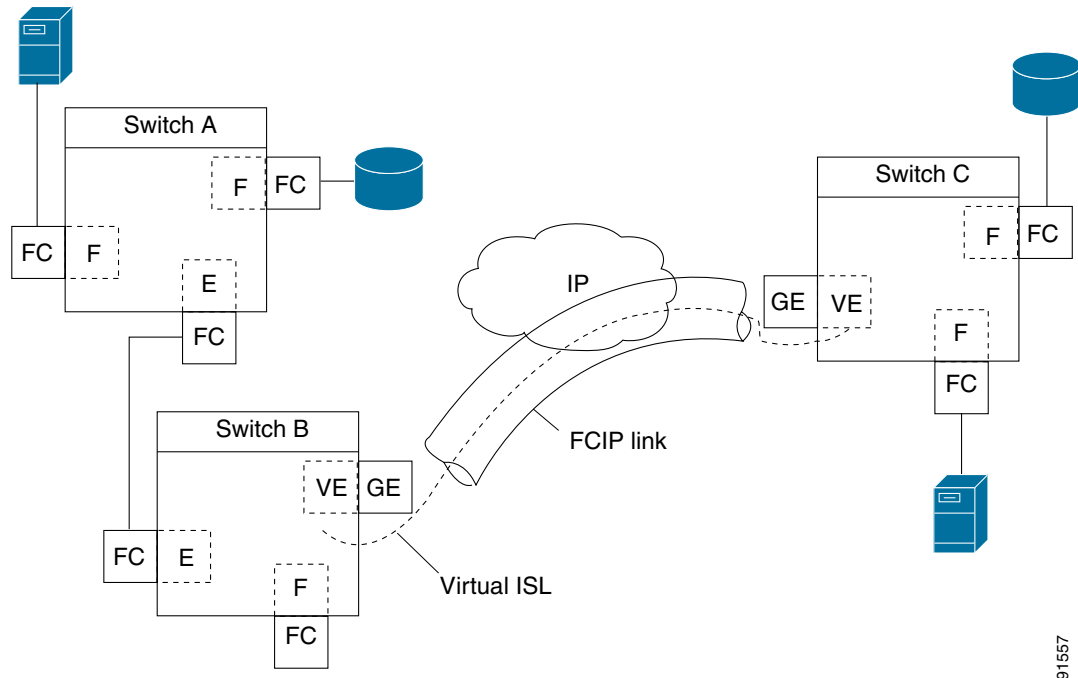 Switch A
F FC
FC F
E
FC
Switch C
F FC
IP
GE VE
F
FC
FCIP link
Switch B
VE GE
FC E
Virtual ISL
F
FC
91557